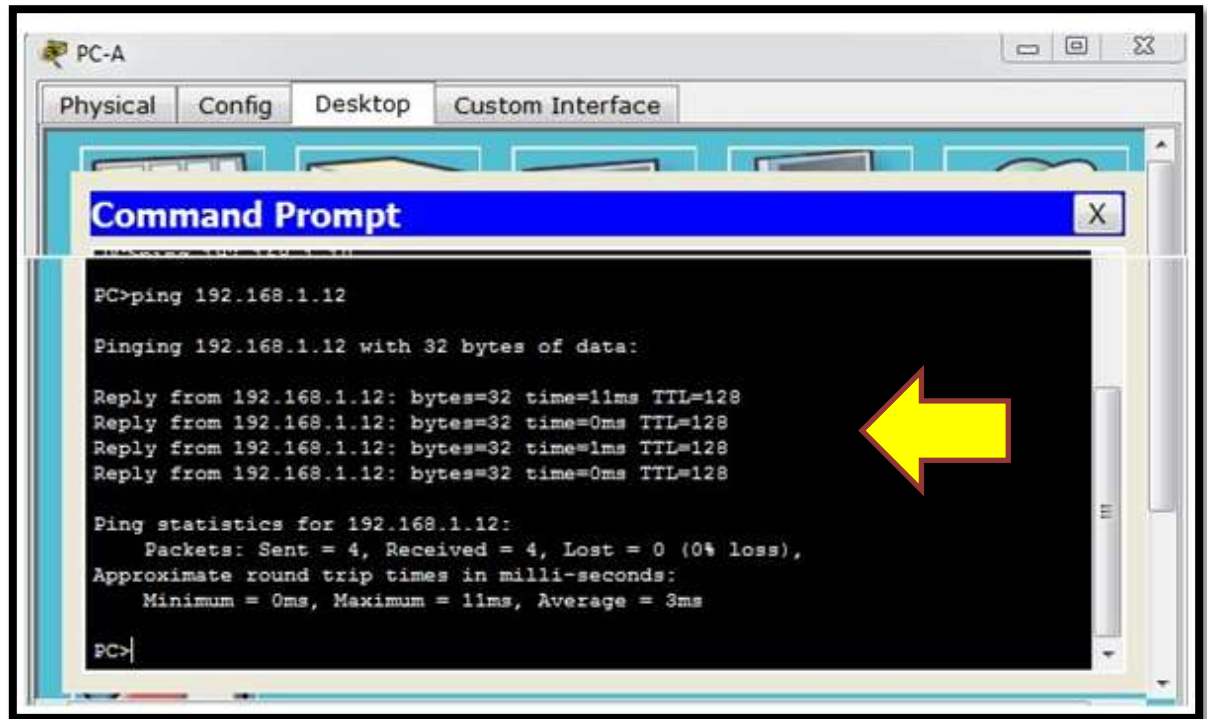 PC-A
Physical Config Desktop Custom Interface
Command Prompt X
PC>ping 192.168.1.12
Pinging 192.168.1.12 with 32 bytes of data:
Reply from 192.168.1.12: bytes=32 time=11ms TTL=128
Reply from 192.168.1.12: bytes=32 time=0ms TTL=128
Reply from 192.168.1.12: bytes=32 time=1ms TTL=128
Reply from 192.168.1.12: bytes=32 time=0ms TTL=128
Ping statistics for 192.168.1.12:
Packets: Sent = 4, Received = 4, Lost = 0 (0% loss),
Approximate round trip times in milli-seconds:
Minimum = 0ms, Maximum = 11ms, Average = 3ms
PC>